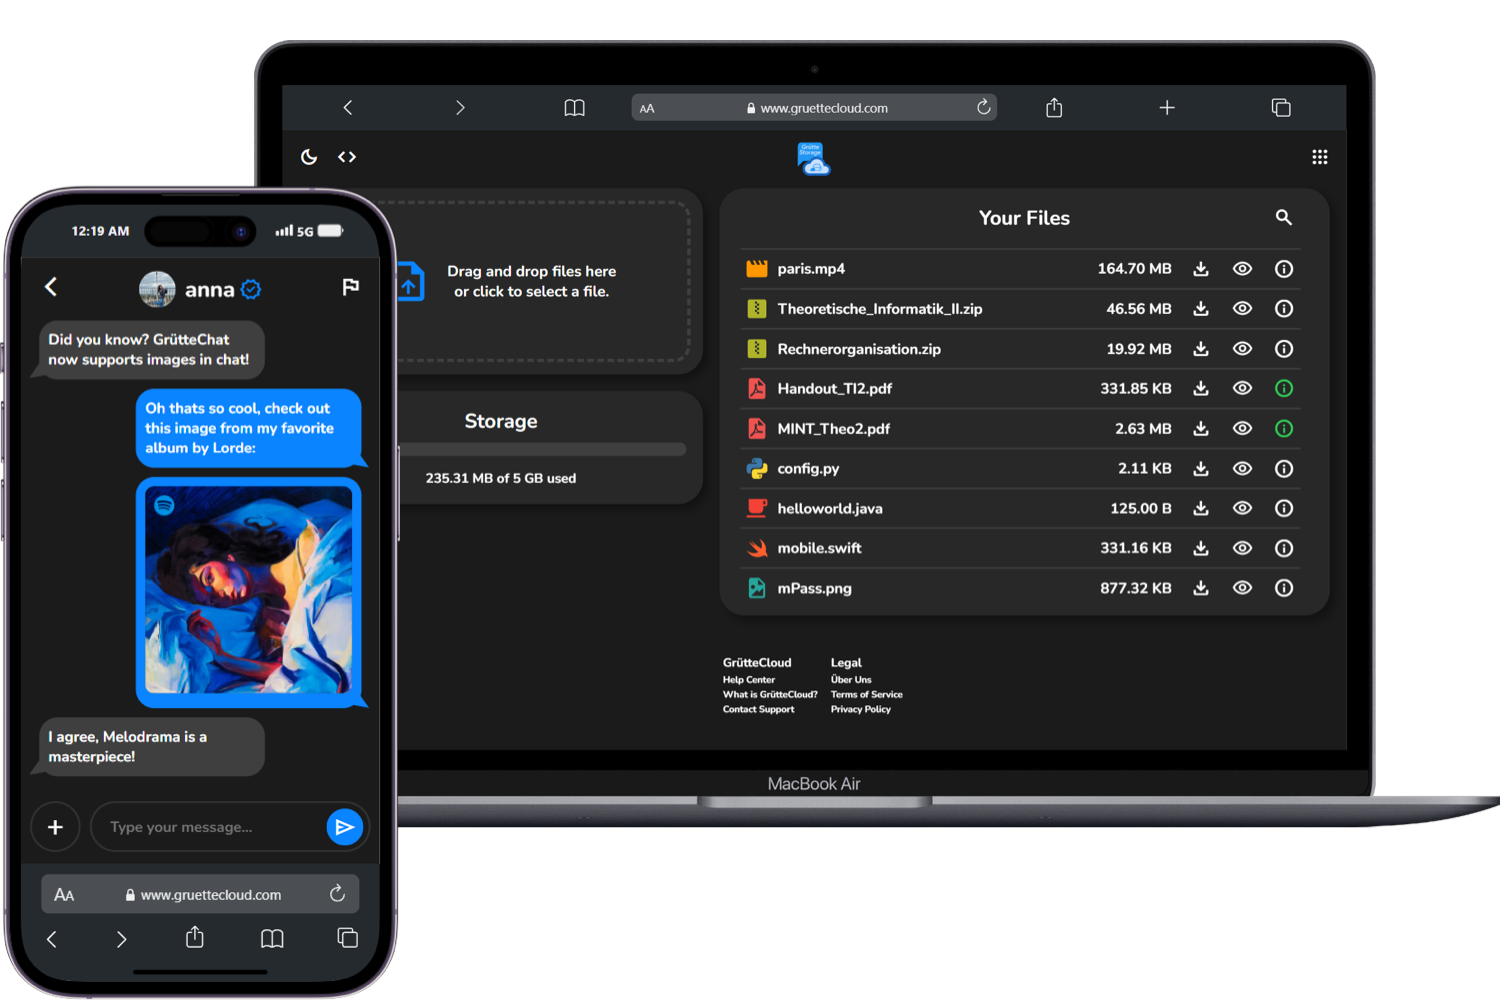 www.gruettecloud.com
AA
Grütte
Storage
Drag and drop files here
or click to select a file.
Storage
235.31 MB of 5 GB used
Your Files
paris.mp4 164.70 MB
Theoretische_Informatik_II.zip 46.56 MB
Rechnerorganisation.zip 19.92 MB
Handout_TI2.pdf 331.85 KB
MINT_Theo2.pdf 2.63 MB
config.py 2.11 KB
helloworld.java 125.00 B
mobile.swift 331.16 KB
mPass.png 877.32 KB
GrütteCloud
Help Center
What is GrütteCloud?
Contact Support
Legal
Über Uns
Terms of Service
Privacy Policy
MacBook Air
12:19 AM
5G
anna
Did you know? GrütteChat
now supports images in chat!
Oh thats so cool, check out
this image from my favorite
album by Lorde:
I agree, Melodrama is a
masterpiece!
Type your message...
AA
www.gruettecloud.com